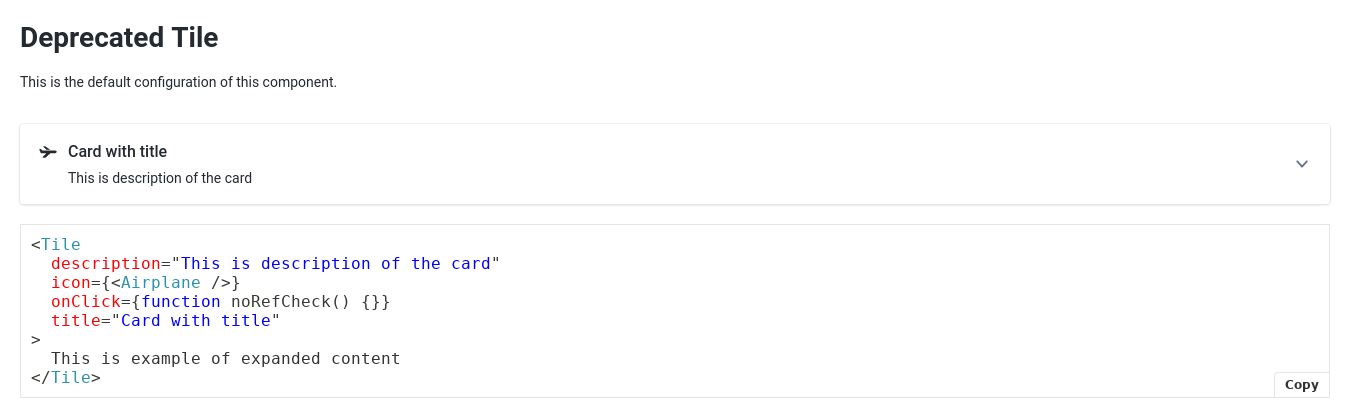 Deprecated Tile
This is the default configuration of this component.
Card with title
This is description of the card
<Tile
  description="This is description of the card"
  icon={<Airplane />}
  onClick={function noRefCheck() {}}
  title="Card with title"
>
  This is example of expanded content
</Tile>
Copy